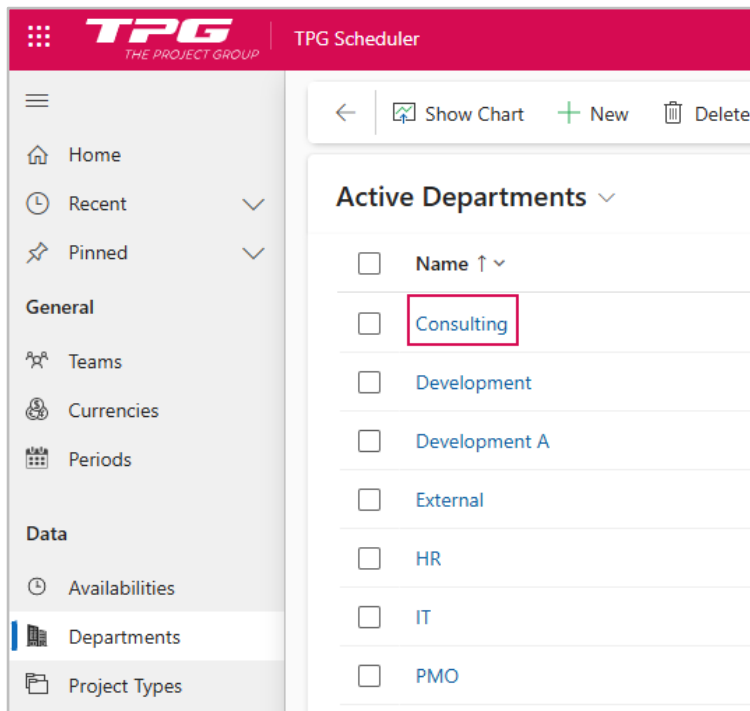 TPG
THE PROJECT GROUP
TPG Scheduler
Home
Recent
Pinned
General
Teams
Currencies
Periods
Data
Availabilities
Departments
Project Types
Show Chart
New
Delete
Active Departments
Name ↑
Consulting
Development
Development A
External
HR
IT
PMO